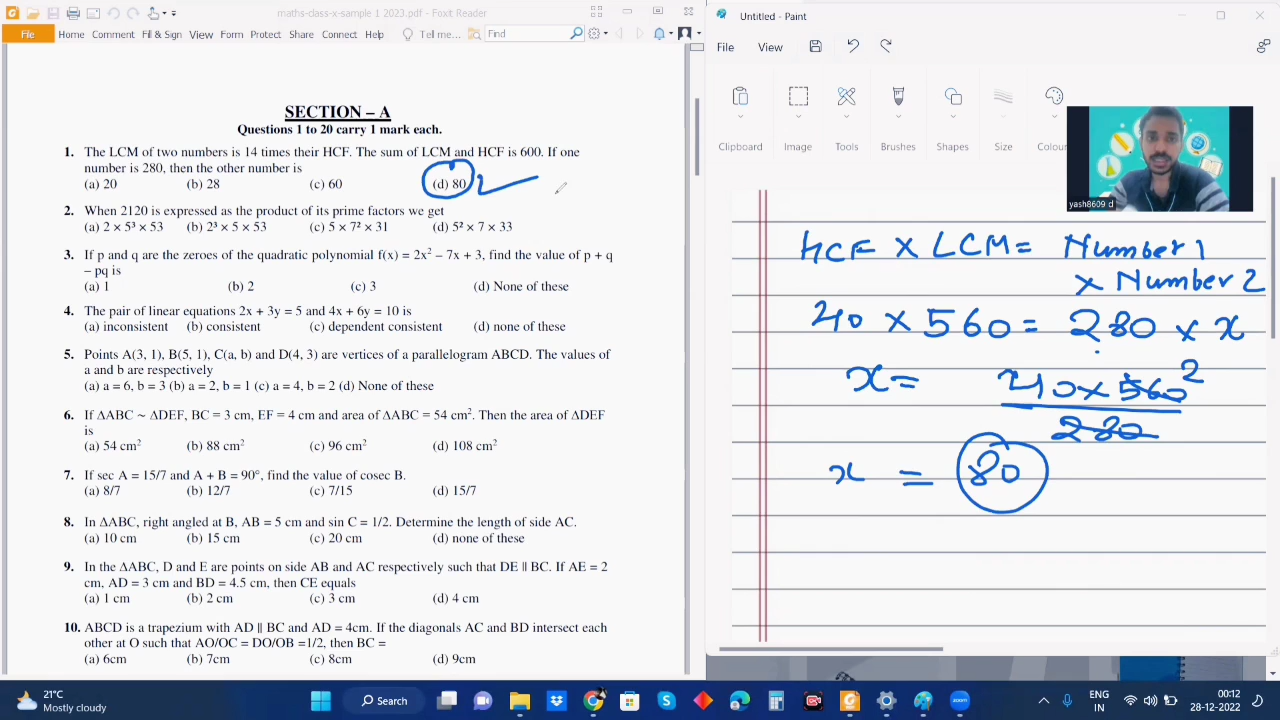 maths-class-x-sample 1 2023.pdf - Foxit Reader
File Home Comment Fill & Sign View Form Protect Share Connect Help Tell me... Find
SECTION – A
Questions 1 to 20 carry 1 mark each.
1. The LCM of two numbers is 14 times their HCF. The sum of LCM and HCF is 600. If one
number is 280, then the other number is
(a) 20 (b) 28 (c) 60 (d) 80
2. When 2120 is expressed as the product of its prime factors we get
(a) 2 × 5³ × 53 (b) 2³ × 5 × 53 (c) 5 × 7² × 31 (d) 5² × 7 × 33
3. If p and q are the zeroes of the quadratic polynomial f(x) = 2x² – 7x + 3, find the value of p + q
– pq is
(a) 1 (b) 2 (c) 3 (d) None of these
4. The pair of linear equations 2x + 3y = 5 and 4x + 6y = 10 is
(a) inconsistent (b) consistent (c) dependent consistent (d) none of these
5. Points A(3, 1), B(5, 1), C(a, b) and D(4, 3) are vertices of a parallelogram ABCD. The values of
a and b are respectively
(a) a = 6, b = 3 (b) a = 2, b = 1 (c) a = 4, b = 2 (d) None of these
6. If ΔABC ~ ΔDEF, BC = 3 cm, EF = 4 cm and area of ΔABC = 54 cm². Then the area of ΔDEF
is
(a) 54 cm² (b) 88 cm² (c) 96 cm² (d) 108 cm²
7. If sec A = 15/7 and A + B = 90°, find the value of cosec B.
(a) 8/7 (b) 12/7 (c) 7/15 (d) 15/7
8. In ΔABC, right angled at B, AB = 5 cm and sin C = 1/2. Determine the length of side AC.
(a) 10 cm (b) 15 cm (c) 20 cm (d) none of these
9. In the ΔABC, D and E are points on side AB and AC respectively such that DE || BC. If AE = 2
cm, AD = 3 cm and BD = 4.5 cm, then CE equals
(a) 1 cm (b) 2 cm (c) 3 cm (d) 4 cm
10. ABCD is a trapezium with AD || BC and AD = 4cm. If the diagonals AC and BD intersect each
other at O such that AO/OC = DO/OB =1/2, then BC =
(a) 6cm (b) 7cm (c) 8cm (d) 9cm
Untitled - Paint
File View
Clipboard Image Tools Brushes Shapes Colou
yash8609 d
HCF × LCM = Number 1
× Number 2
40 × 560 = 280 × x
x = 40 × 560 2
280
x = 80
21°C
Mostly cloudy
Search
zoom
ENG
IN
00:12
28-12-2022